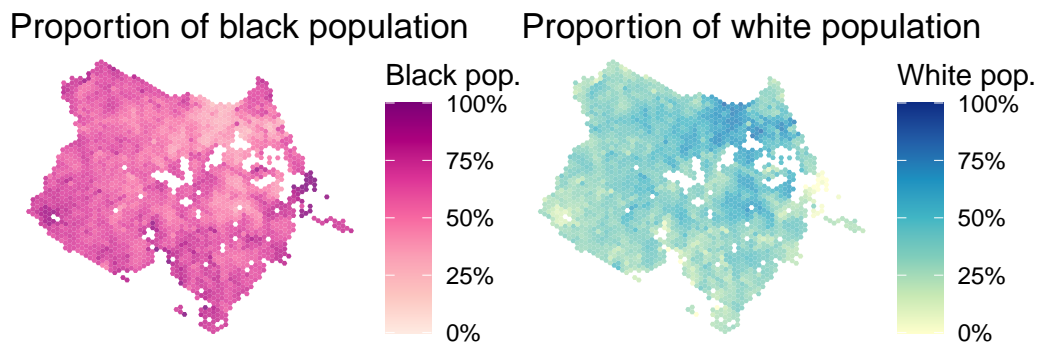 Proportion of black population
Black pop.
100%
75%
50%
25%
0%
Proportion of white population
White pop.
100%
75%
50%
25%
0%